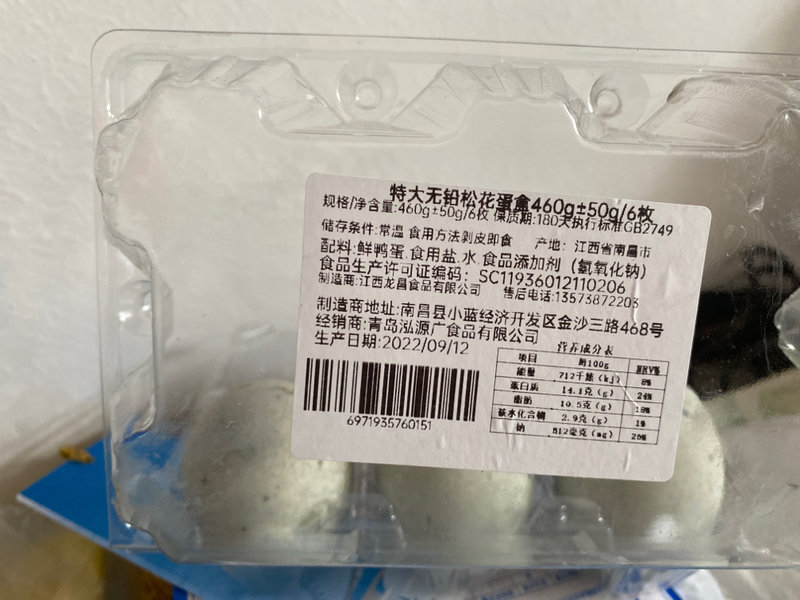 特大无铅松花蛋盒460g±50g/6枚
规格/净含量:460g±50g/6枚 保质期:180天执行标准GB2749
储存条件:常温 食用方法剥皮即食 产地: 江西省南昌市
配料:鲜鸭蛋.食用盐.水.食品添加剂（氢氧化钠）
食品生产许可证编码: SC11936012110206
制造商:江西龙昌食品有限公司 售后电话:13573872203
制造商地址:南昌县小蓝经济开发区金沙三路468号
经销商:青岛泓源广食品有限公司
生产日期:2022/09/12
6971935760151
营养成分表
项目 每100g NRV%
能量 712千焦（kj） 8%
蛋白质 14.1克（g） 24%
脂肪 10.5克（g） 18%
碳水化合物 2.9克（g） 1%
钠 512毫克（mg） 26%